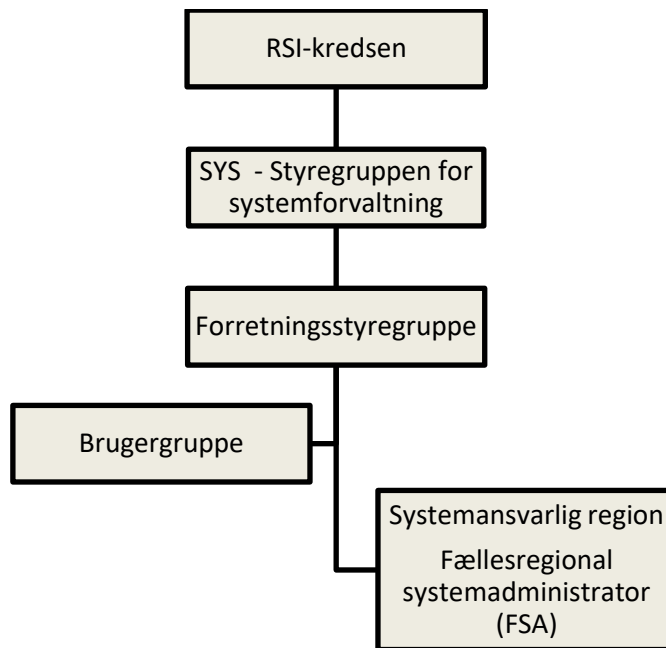 RSI-kredsen
SYS - Styregruppen for
systemforvaltning
Forretningsstyregruppe
Brugergruppe
Systemansvarlig region
Fællesregional
systemadministrator
(FSA)